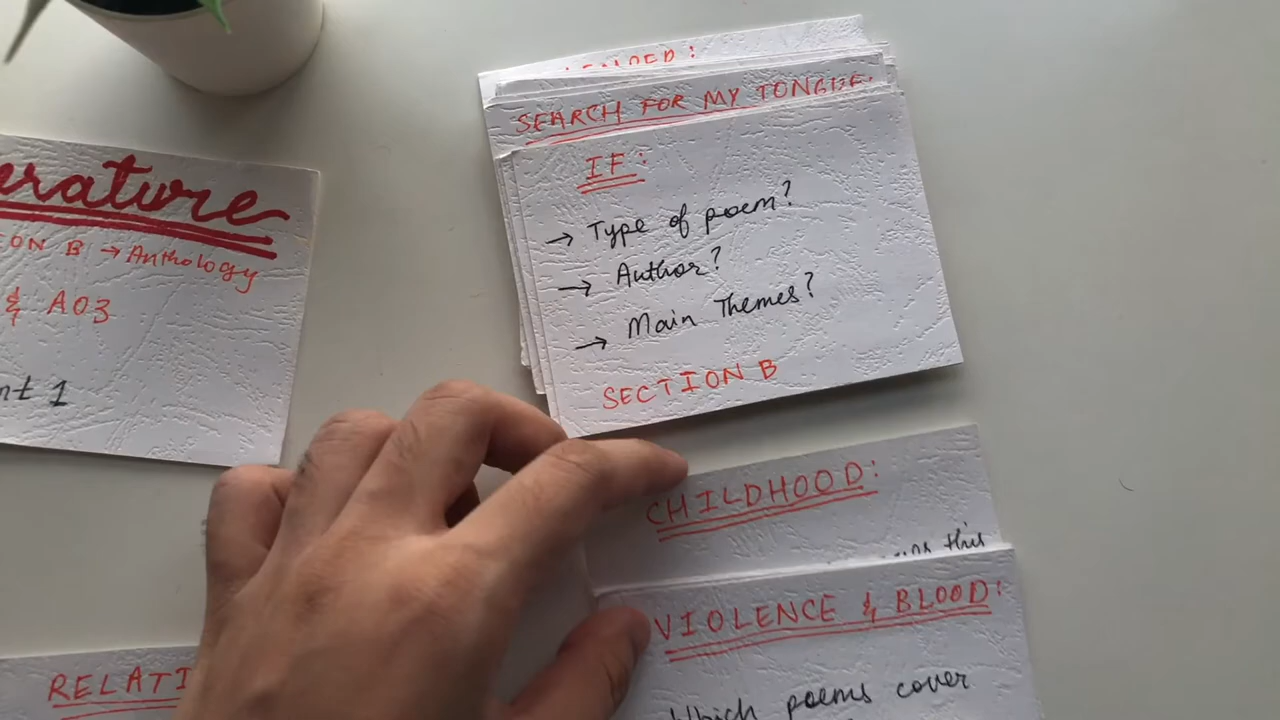 SEARCH FOR MY TONGUE:
IF:
→ Type of poem?
→ Author?
→ Main Themes?
SECTION B
erature
ON B → Anthology
& AO3
nt 1
CHILDHOOD:
this
VIOLENCE & BLOOD:
Which poems cover
RELATI